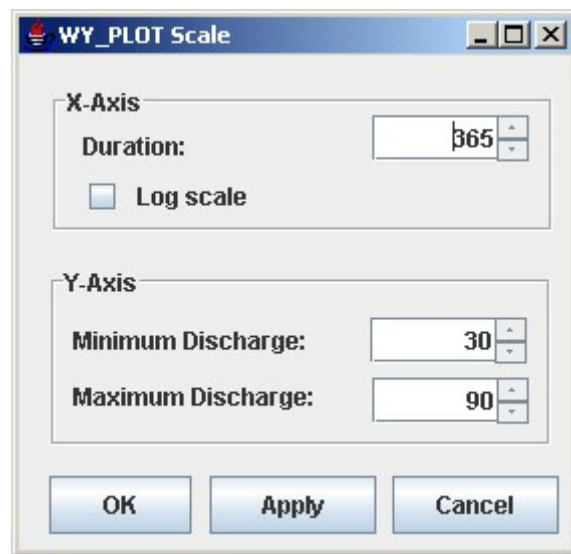 WY_PLOT Scale
X-Axis
Duration: 365
Log scale
Y-Axis
Minimum Discharge: 30
Maximum Discharge: 90
OK Apply Cancel